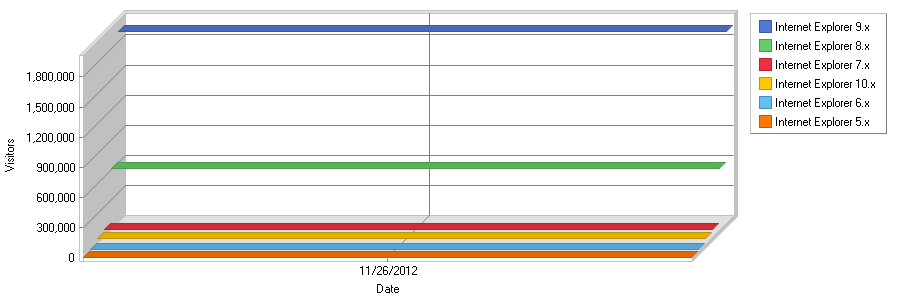 Internet Explorer 9.x
Internet Explorer 8.x
Internet Explorer 7.x
Internet Explorer 10.x
Internet Explorer 6.x
Internet Explorer 5.x
Visitors
1,800,000
1,500,000
1,200,000
900,000
600,000
300,000
0
11/26/2012
Date